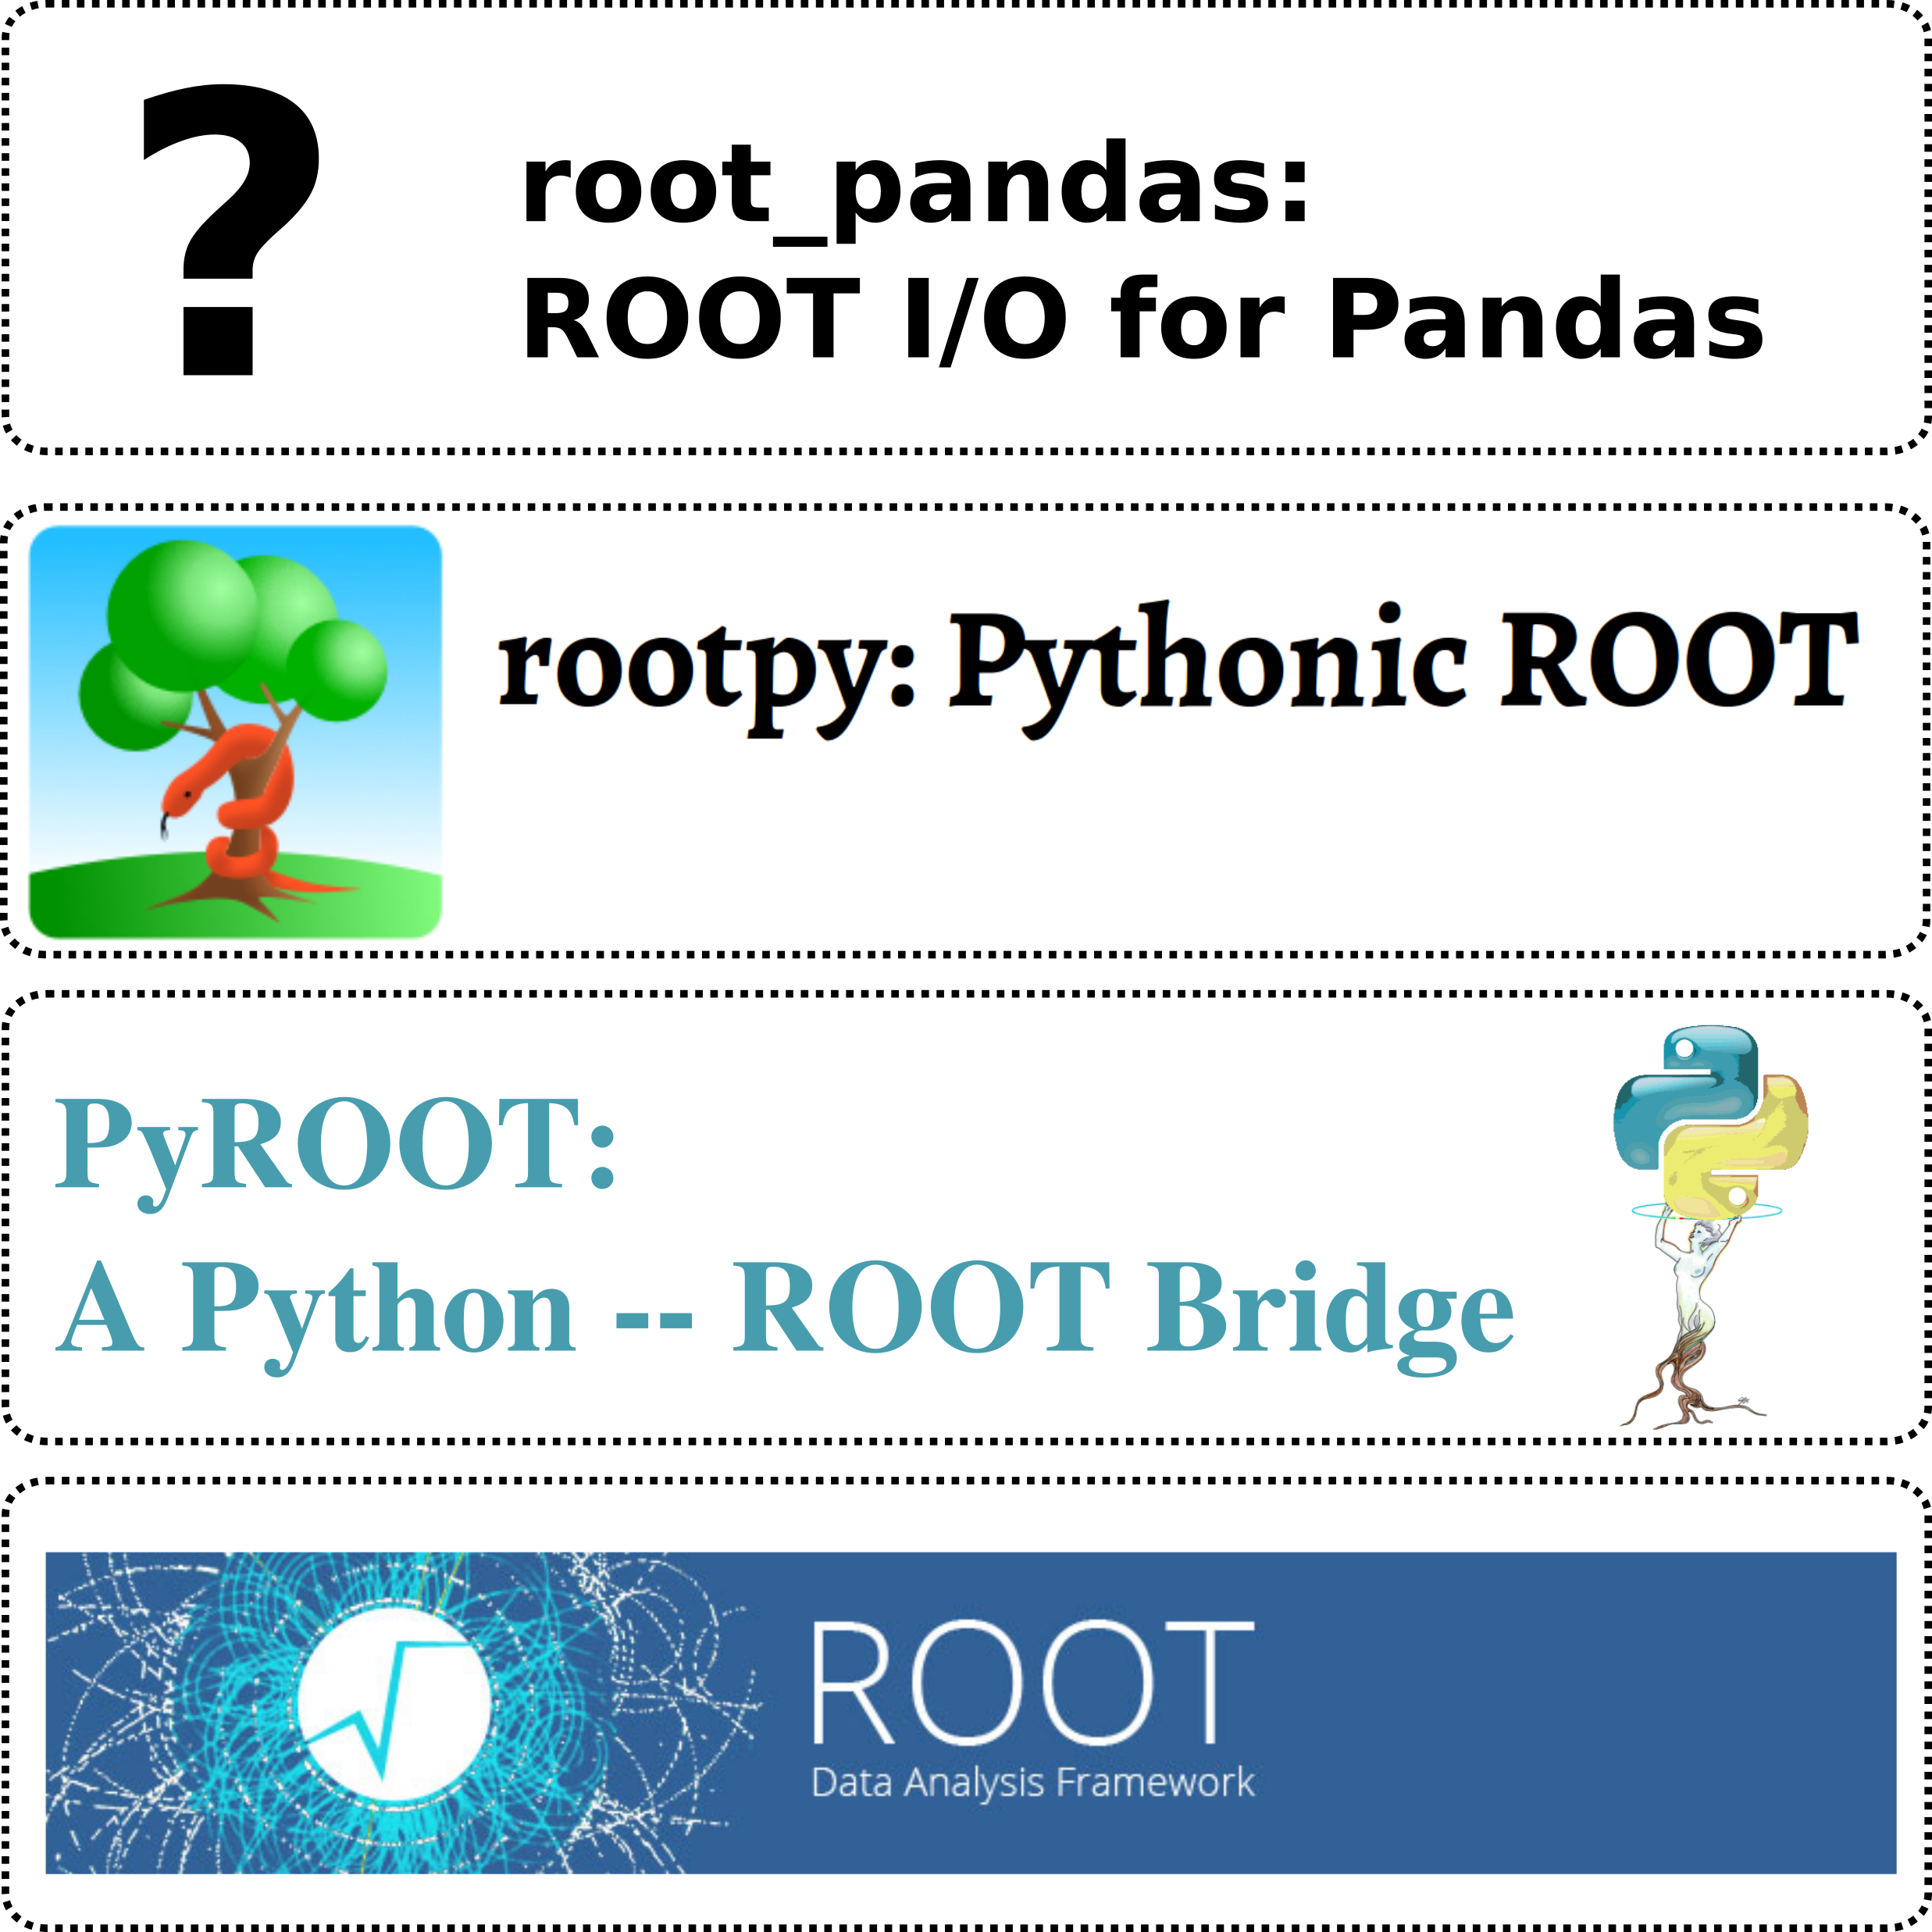 ?
root_pandas:
ROOT I/O for Pandas
rootpy: Pythonic ROOT
PyROOT:
A Python -- ROOT Bridge
ROOT
Data Analysis Framework